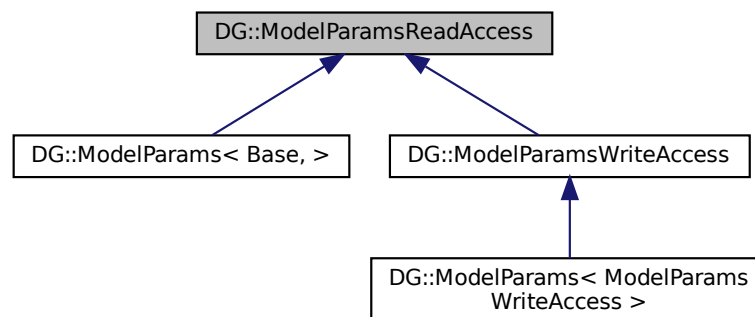 DG::ModelParamsReadAccess
DG::ModelParams< Base, >
DG::ModelParamsWriteAccess
DG::ModelParams< ModelParams
WriteAccess >